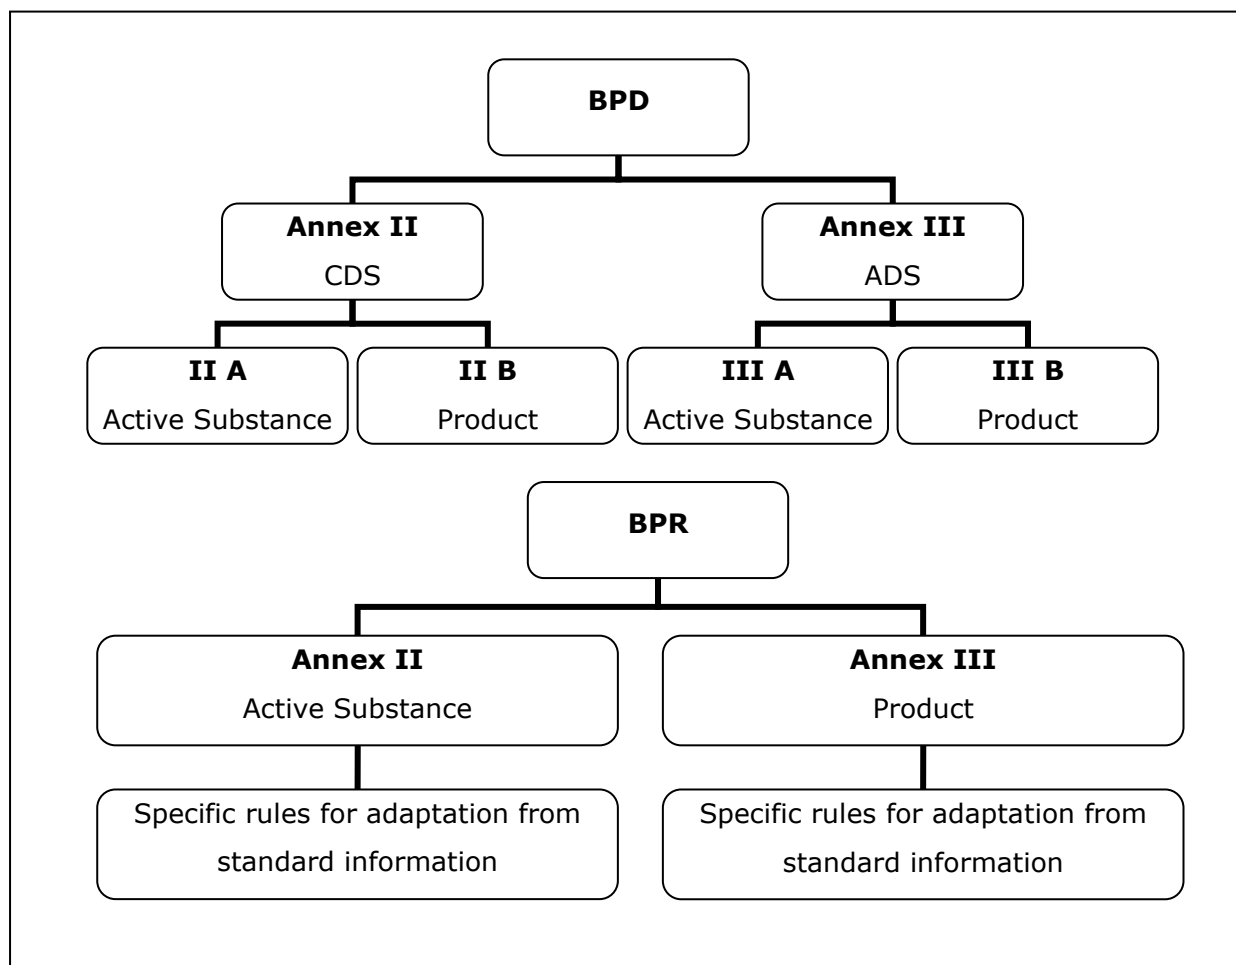 BPD
Annex II
CDS
Annex III
ADS
II A
Active Substance
II B
Product
III A
Active Substance
III B
Product
BPR
Annex II
Active Substance
Annex III
Product
Specific rules for adaptation from
standard information
Specific rules for adaptation from
standard information